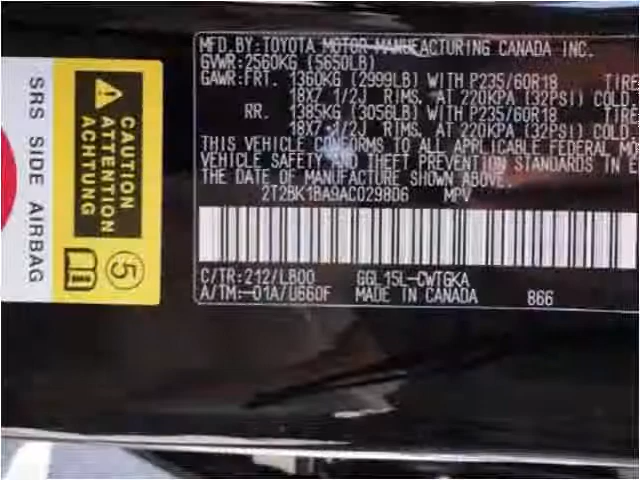 MFD.BY:TOYOTA MOTOR MANUFACTURING CANADA INC.
GVWR:2560KG (5650LB)
GAWR:FRT. 1360KG (2999LB) WITH P235/60R18 TIRE
18X7 1/2J RIMS, AT 220KPA (32PSI) COLD
RR. 1385KG (3056LB) WITH P235/60R18 TIRE
18X7 1/2J RIMS, AT 220KPA (32PSI) COLD
THIS VEHICLE CONFORMS TO ALL APPLICABLE FEDERAL MO
VEHICLE SAFETY AND THEFT PREVENTION STANDARDS IN E
THE DATE OF MANUFACTURE SHOWN ABOVE.
2T2BK1BA9AC029806 MPV
C/TR:212/LB00 GGL15L-CWTGKA
A/TM:-01A/U660F MADE IN CANADA 866
SRS SIDE AIRBAG
CAUTION
ATTENTION
ACHTUNG
5